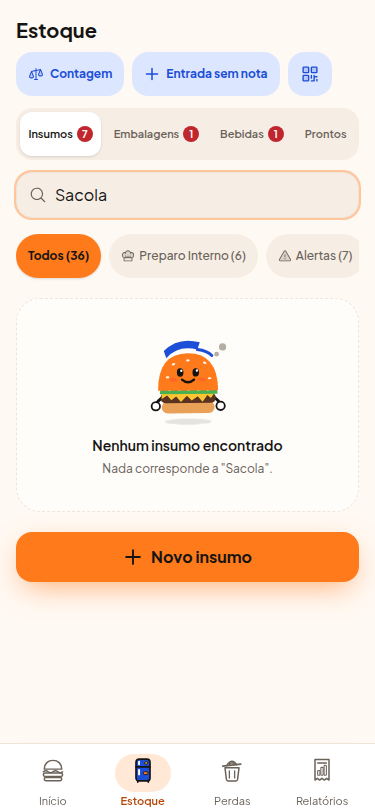 Estoque
Contagem
Entrada sem nota
Insumos 7
Embalagens 1
Bebidas 1
Prontos
Sacola
Todos (36)
Preparo Interno (6)
Alertas (7)
Nenhum insumo encontrado
Nada corresponde a "Sacola".
Novo insumo
Início
Estoque
Perdas
Relatórios